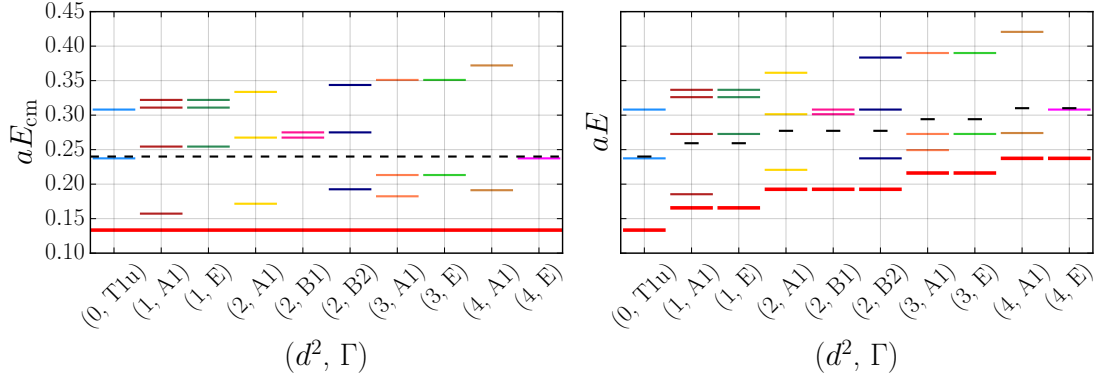 0.45
0.40
0.35
0.30
0.25
0.20
0.15
0.10
aE_cm
(0, T1u)
(1, A1)
(1, E)
(2, A1)
(2, B1)
(2, B2)
(3, A1)
(3, E)
(4, A1)
(4, E)
(d², Γ)
aE
(0, T1u)
(1, A1)
(1, E)
(2, A1)
(2, B1)
(2, B2)
(3, A1)
(3, E)
(4, A1)
(4, E)
(d², Γ)